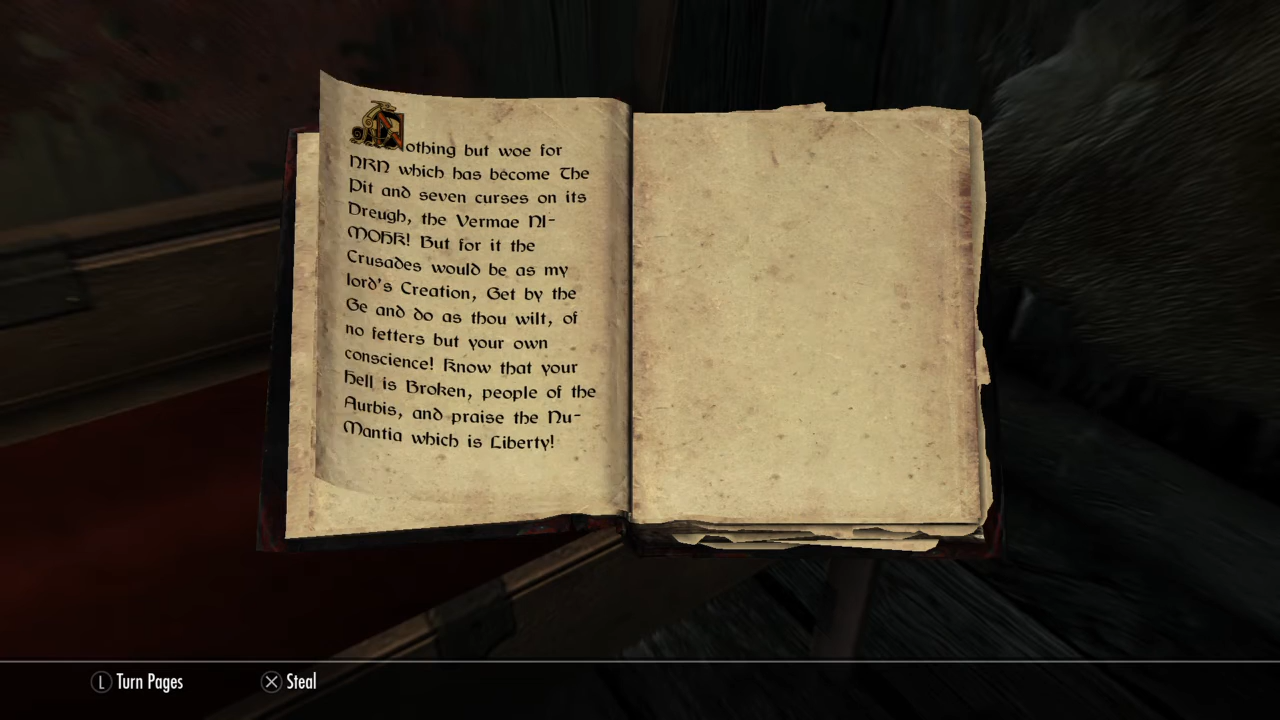 Nothing but woe for
NRN which has become The
Pit and seven curses on its
Dreugh, the Vermae NI-
MOHK! But for it the
Crusades would be as my
lord's Creation, Get by the
Ge and do as thou wilt, of
no fetters but your own
conscience! Know that your
Hell is Broken, people of the
Aurbis, and praise the Nu-
Mantia which is Liberty!
L Turn Pages
X Steal